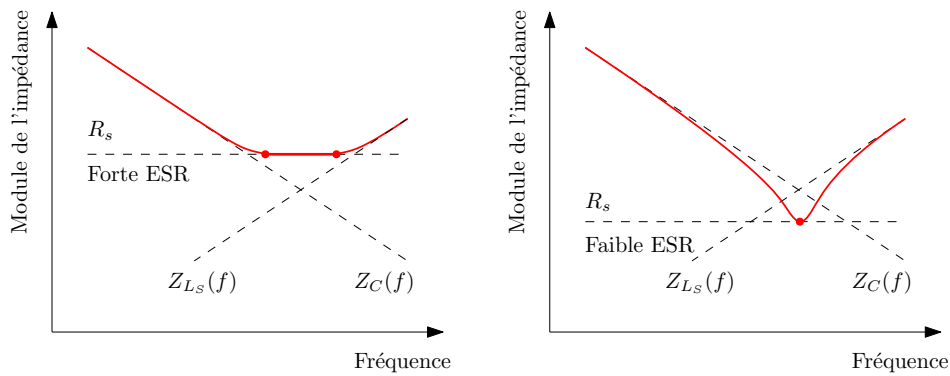 Module de l'impédance
R_s
Forte ESR
Z_{L_S}(f)
Z_C(f)
Fréquence
Module de l'impédance
R_s
Faible ESR
Z_{L_S}(f)
Z_C(f)
Fréquence